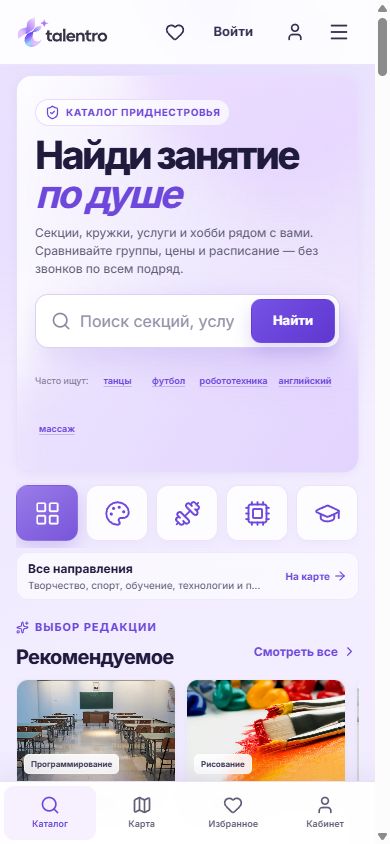 talentro
Войти
КАТАЛОГ ПРИДНЕСТРОВЬЯ
Найди занятие
по душе
Секции, кружки, услуги и хобби рядом с вами.
Сравнивайте группы, цены и расписание — без
звонков по всем подряд.
Поиск секций, услу
Найти
Часто ищут: танцы футбол робототехника английский
массаж
Все направления
Творчество, спорт, обучение, технологии и п...
На карте
ВЫБОР РЕДАКЦИИ
Рекомендуемое
Смотреть все
Программирование
Рисование
Каталог
Карта
Избранное
Кабинет